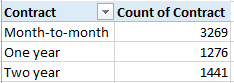 Contract Count of Contract
Month-to-month 3269
One year 1276
Two year 1441